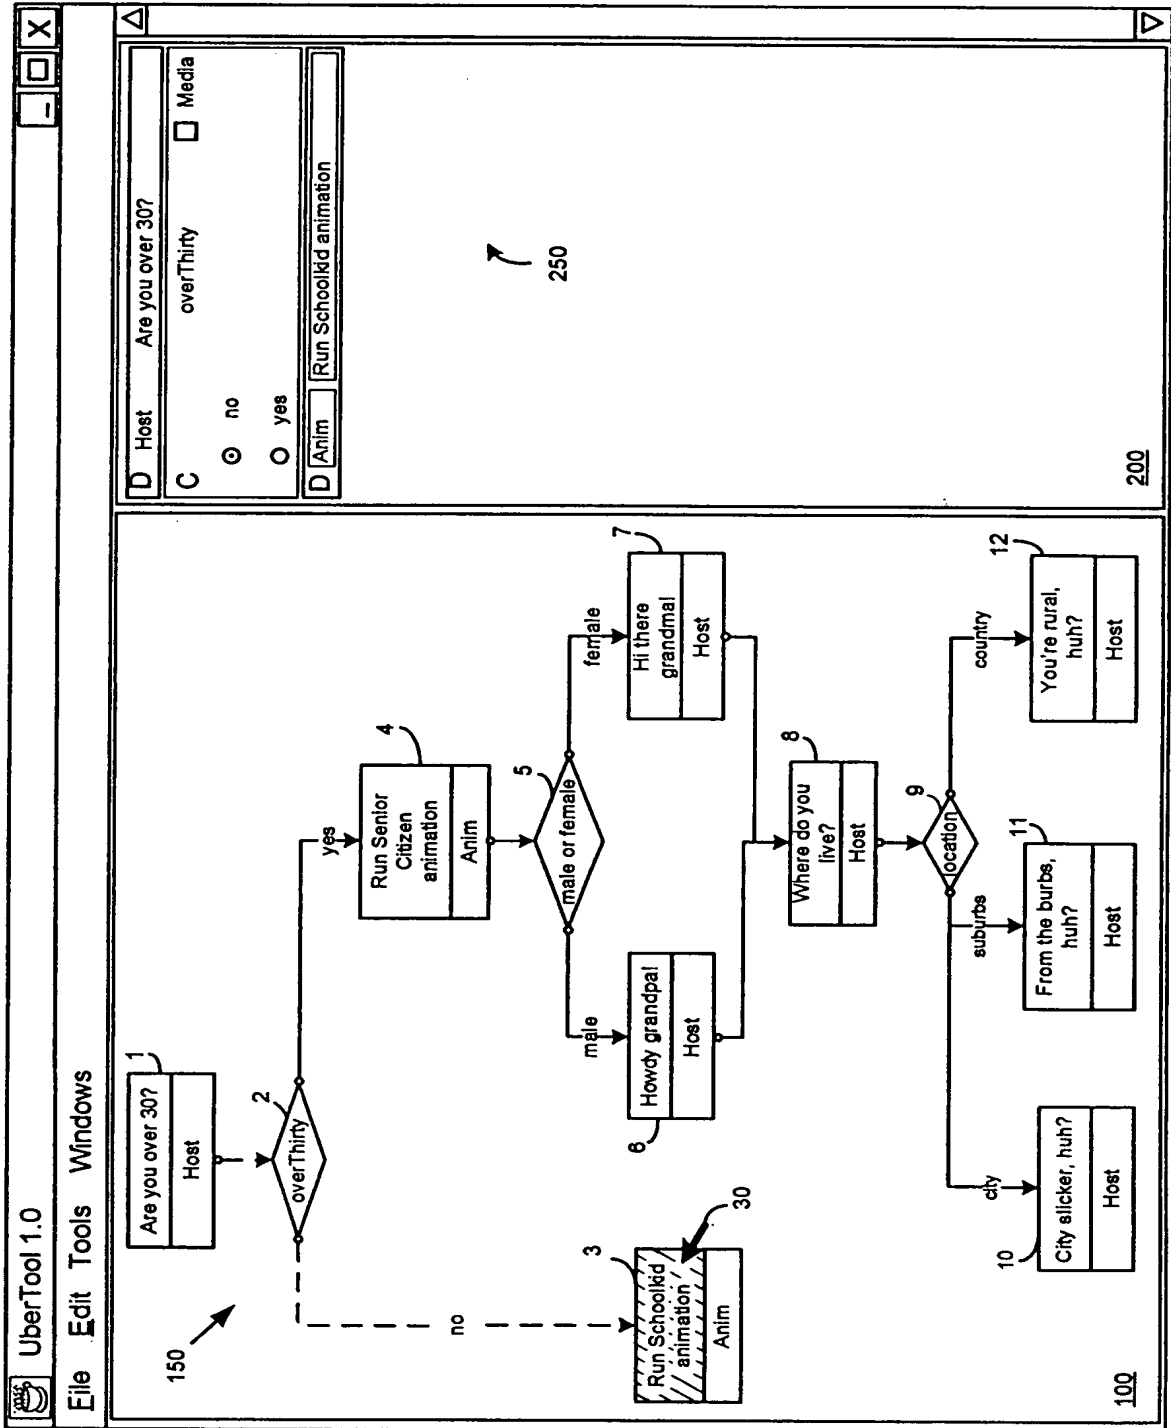 UberTool 1.0
_ □ X
File Edit Tools Windows
150
Are you over 30?
Host
1
overThirty
2
no
yes
Run Schoolkid
animation
Anim
3
30
Run Senior
Citizen
animation
Anim
4
male or female
5
male
female
Howdy grandpa!
Host
6
Hi there
grandma!
Host
7
Where do you
live?
Host
8
location
9
city
suburbs
country
City slicker, huh?
Host
10
From the burbs,
huh?
Host
11
You're rural,
huh?
Host
12
100
D Host Are you over 30?
C overThirty Media
no
yes
D Anim Run Schoolkid animation
250
200